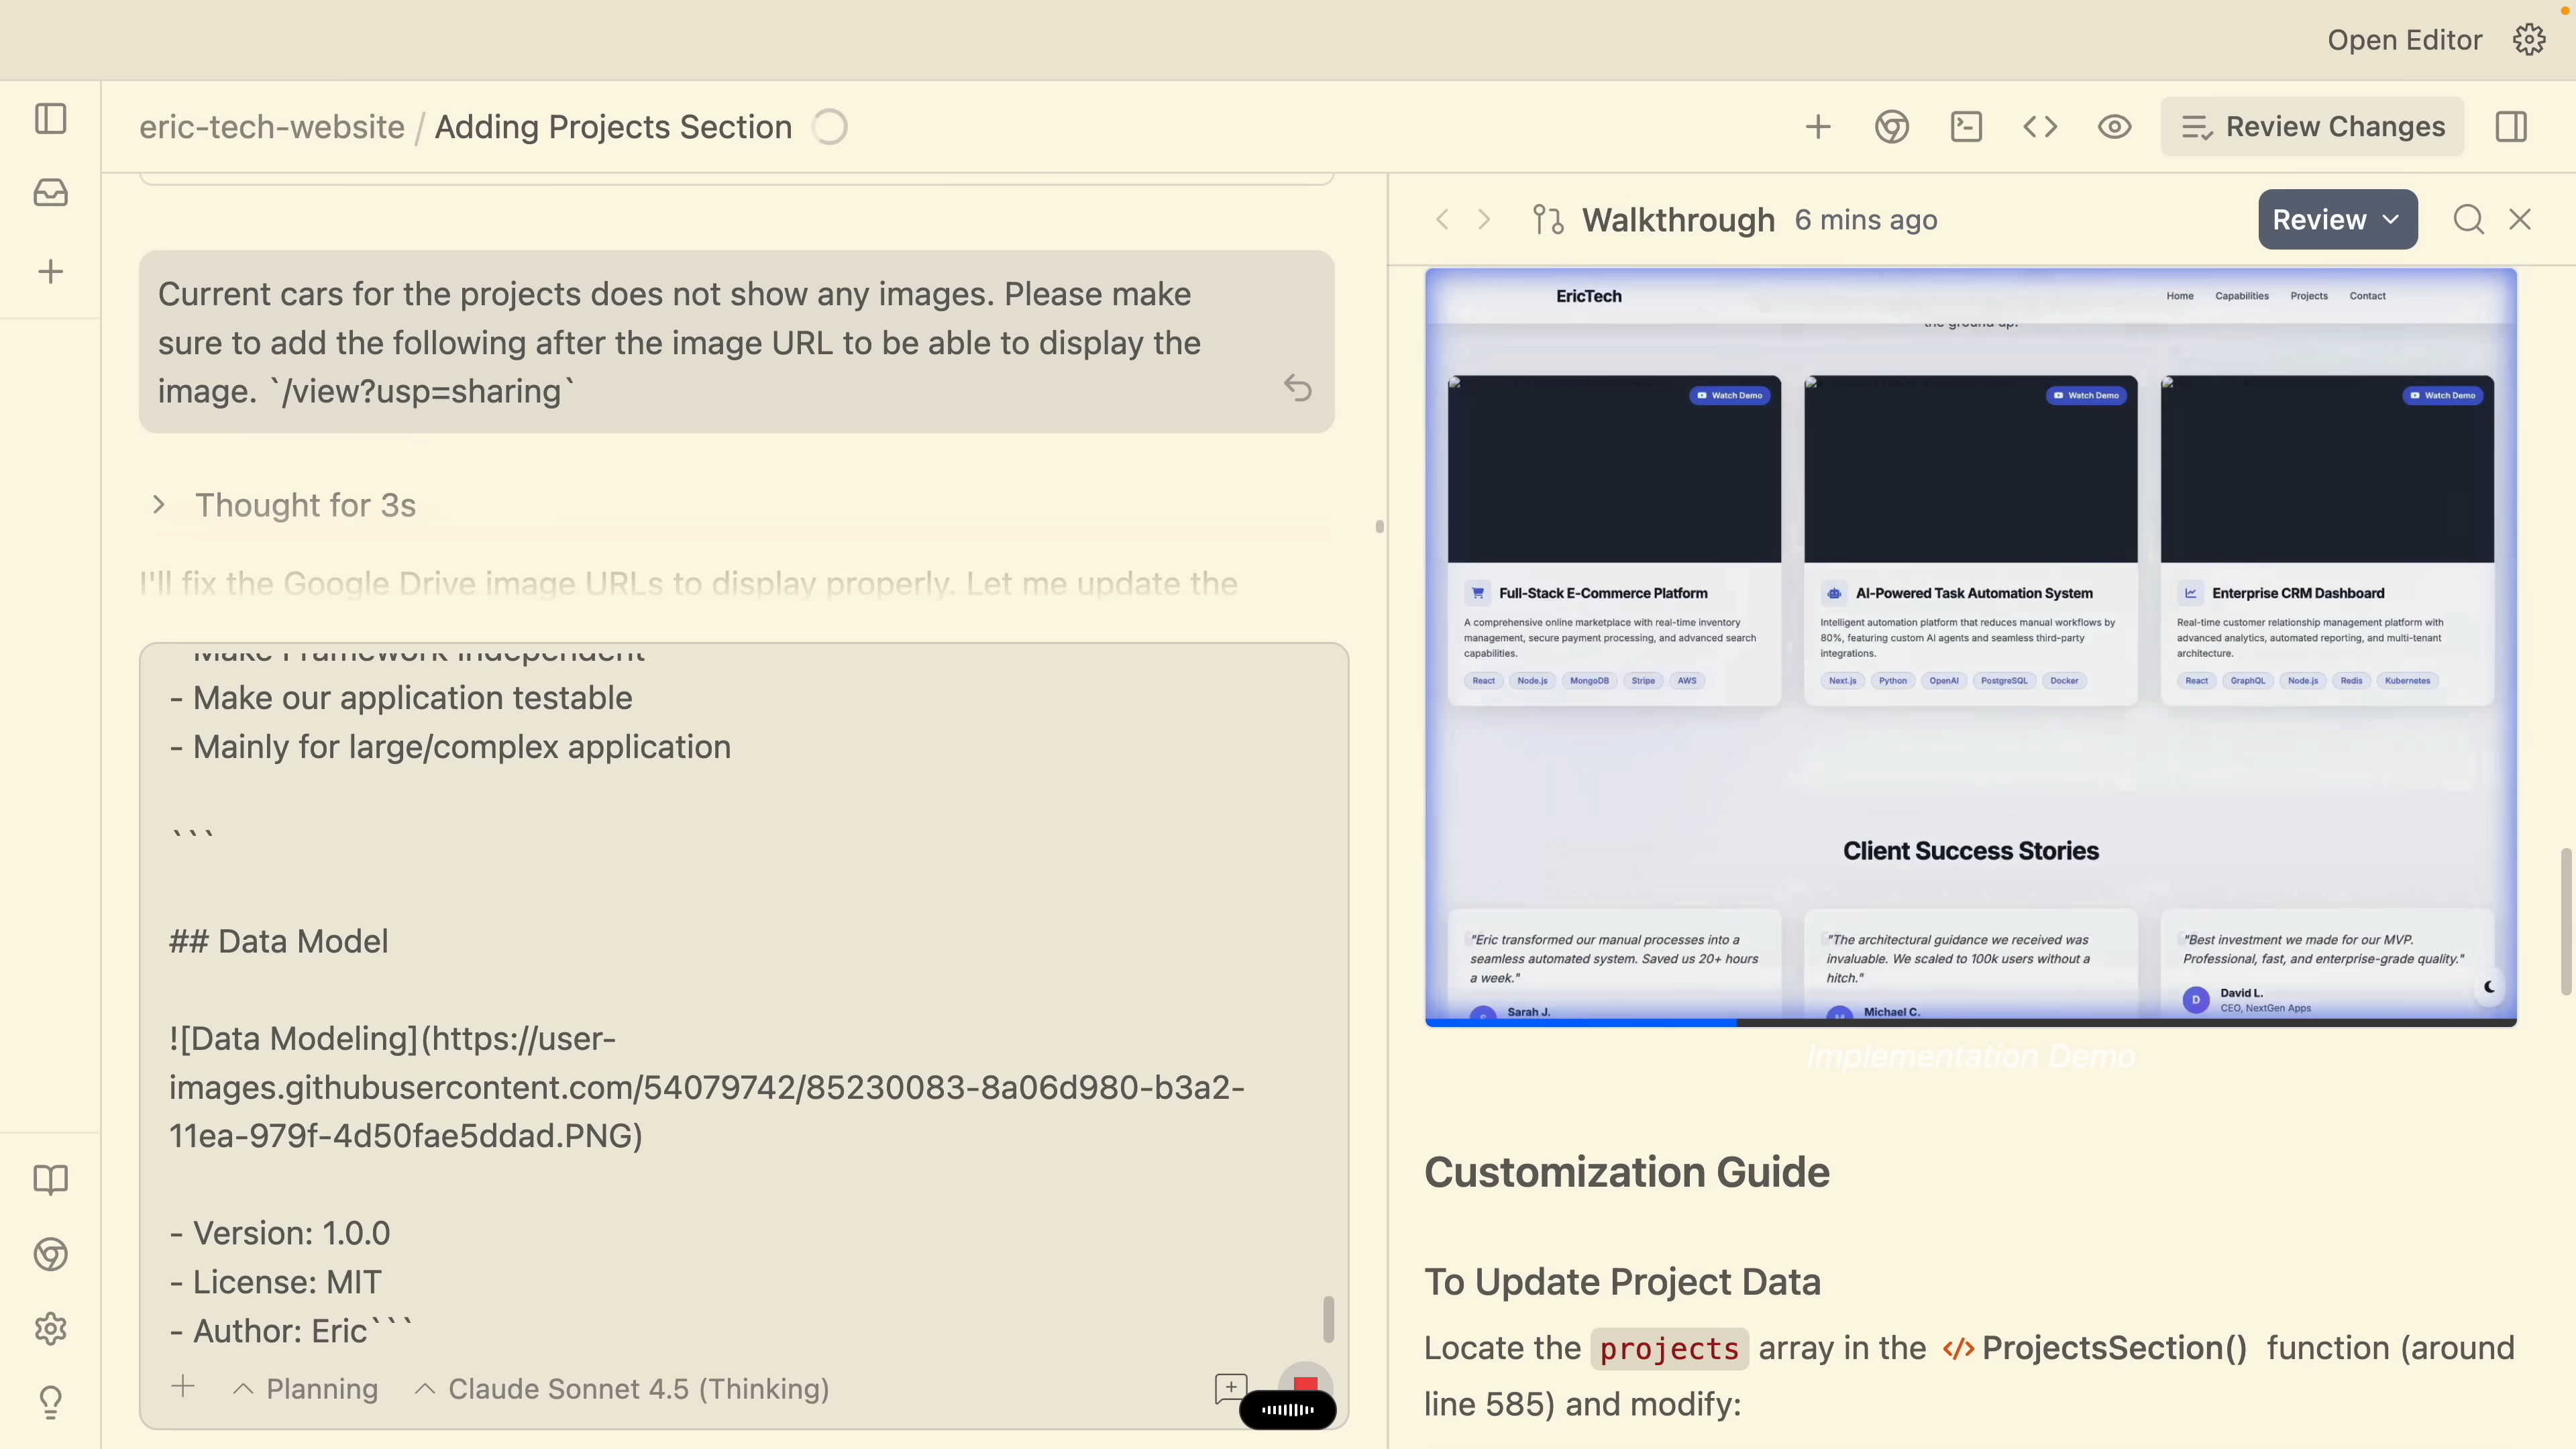 Open Editor
eric-tech-website / Adding Projects Section
Review Changes
Current cars for the projects does not show any images. Please make
sure to add the following after the image URL to be able to display the
image. `/view?usp=sharing`
Thought for 3s
I'll fix the Google Drive image URLs to display properly. Let me update the
- Make Framework independent
- Make our application testable
- Mainly for large/complex application
```
## Data Model
![Data Modeling](https://user-
images.githubusercontent.com/54079742/85230083-8a06d980-b3a2-
11ea-979f-4d50fae5ddad.PNG)
- Version: 1.0.0
- License: MIT
- Author: Eric```
Planning
Claude Sonnet 4.5 (Thinking)
Walkthrough 6 mins ago
Review
EricTech
Home Capabilities Projects Contact
the ground up.
Watch Demo
Watch Demo
Watch Demo
Full-Stack E-Commerce Platform
A comprehensive online marketplace with real-time inventory
management, secure payment processing, and advanced search
capabilities.
React Node.js MongoDB Stripe AWS
AI-Powered Task Automation System
Intelligent automation platform that reduces manual workflows by
80%, featuring custom AI agents and seamless third-party
integrations.
Next.js Python OpenAI PostgreSQL Docker
Enterprise CRM Dashboard
Real-time customer relationship management platform with
advanced analytics, automated reporting, and multi-tenant
architecture.
React GraphQL Node.js Redis Kubernetes
Client Success Stories
"Eric transformed our manual processes into a
seamless automated system. Saved us 20+ hours
a week."
Sarah J.
"The architectural guidance we received was
invaluable. We scaled to 100k users without a
hitch."
Michael C.
"Best investment we made for our MVP.
Professional, fast, and enterprise-grade quality."
D
David L.
CEO, NextGen Apps
Implementation Demo
Customization Guide
To Update Project Data
Locate the projects array in the </> ProjectsSection() function (around
line 585) and modify: